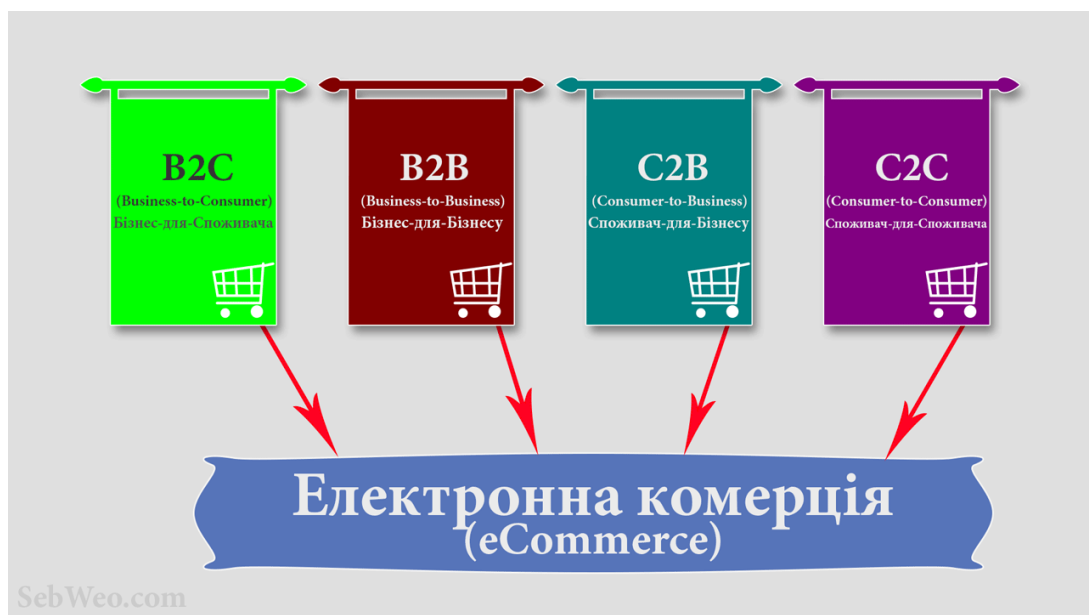 B2C
(Business-to-Consumer)
Бізнес-для-Споживача
B2B
(Business-to-Business)
Бізнес-для-Бізнесу
C2B
(Consumer-to-Business)
Споживач-для-Бізнесу
C2C
(Consumer-to-Consumer)
Споживач-для-Споживача
Електронна комерція
(eCommerce)
SebWeo.com